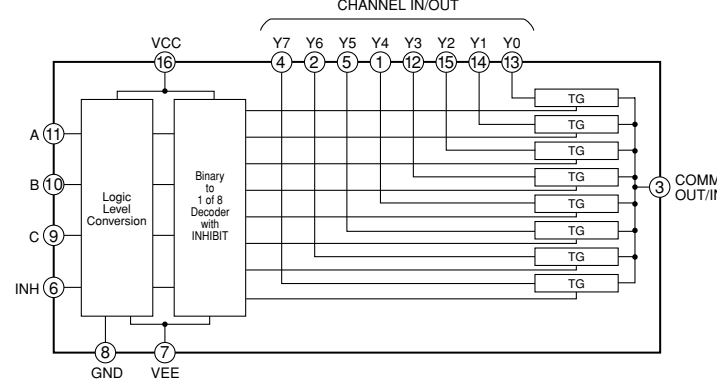 CHANNEL IN/OUT
VCC Y7 Y6 Y5 Y4 Y3 Y2 Y1 Y0
16 4 2 5 1 12 15 14 13
TG
TG
TG
TG
TG
TG
TG
TG
A 11
B 10
C 9
INH 6
Logic
Level
Conversion
Binary
to
1 of 8
Decoder
with
INHIBIT
3 COMM
OUT/IN
8 7
GND VEE